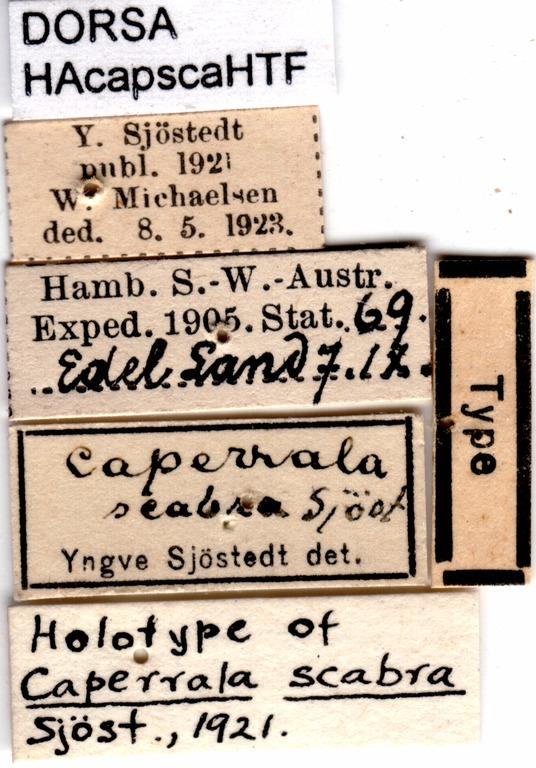 DORSA
HAcapscaHTF
Y. Sjöstedt
publ. 1921
W. Michaelsen
ded. 8. 5. 1923.
Hamb. S.-W.-Austr.
Exped. 1905. Stat. 69.
Edel Land 7. IX.
Type
Caperrala
scabra Sjöst
Yngve Sjöstedt det.
Holotype of
Caperrala scabra
Sjöst., 1921.